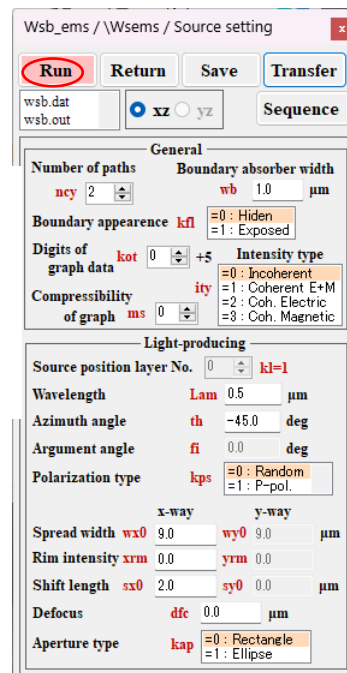 Wsb_ems / \Wsems / Source setting x
Run Return Save Transfer
wsb.dat
wsb.out
xz yz Sequence
General
Number of paths Boundary absorber width
ncy 2 wb 1.0 μm
Boundary appearence kfl =0 : Hiden
=1 : Exposed
Digits of
graph data kot 0 +5
Intensity type
ity =0 : Incoherent
=1 : Coherent E+M
=2 : Coh. Electric
=3 : Coh. Magnetic
Compressibility
of graph ms 0
Light-producing
Source position layer No. 0 kl=1
Wavelength Lam 0.5 μm
Azimuth angle th -45.0 deg
Argument angle fi 0.0 deg
Polarization type kps =0 : Random
=1 : P-pol.
x-way y-way
Spread width wx0 9.0 wy0 9.0 μm
Rim intensity xrm 0.0 yrm 0.0
Shift length sx0 2.0 sy0 0.0 μm
Defocus dfc 0.0 μm
Aperture type kap =0 : Rectangle
=1 : Ellipse